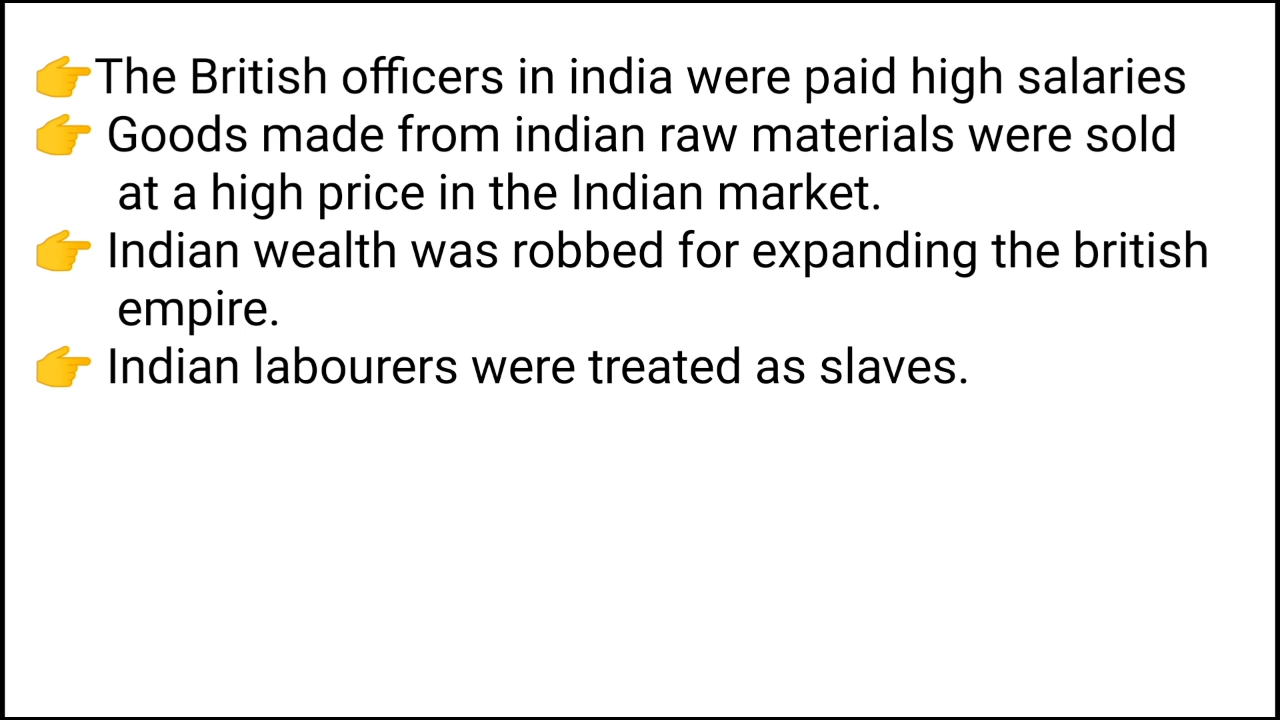 👉The British officers in india were paid high salaries
👉 Goods made from indian raw materials were sold
at a high price in the Indian market.
👉 Indian wealth was robbed for expanding the british
empire.
👉 Indian labourers were treated as slaves.